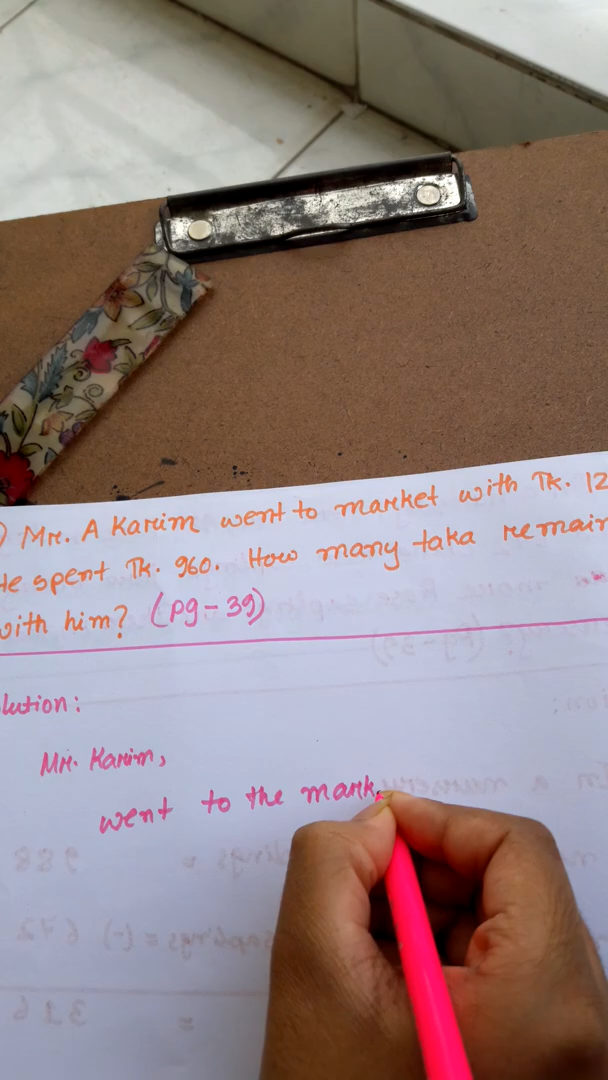 ) Mr. A Karim went to market with Tk. 12
He spent Tk. 960. How many taka remain
with him? (Pg-39)
lution:
Mr. Karim,
went to the mark